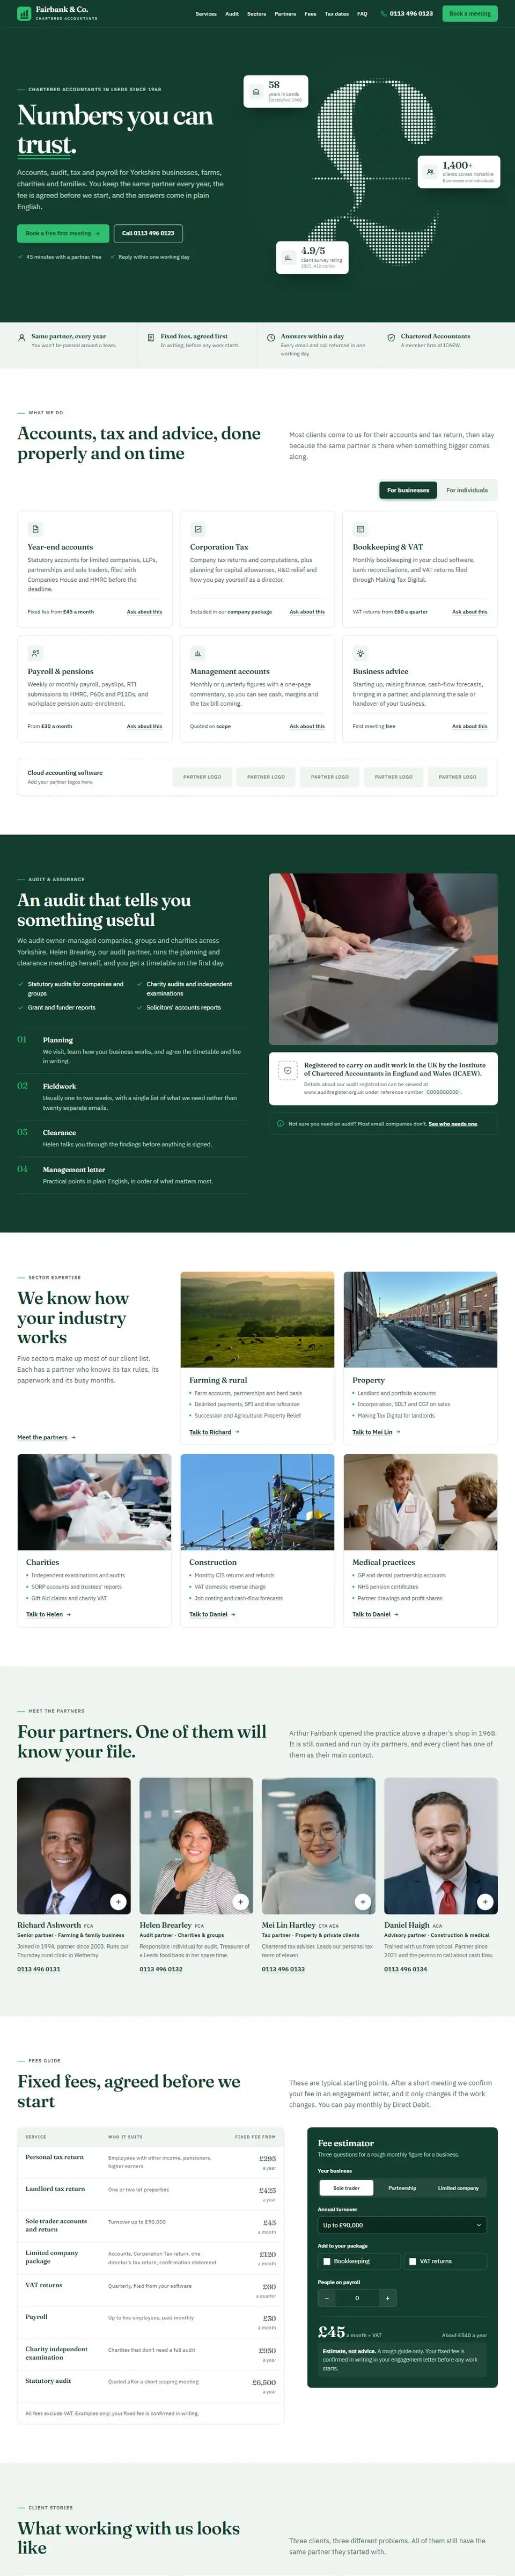 Fairbank & Co.
CHARTERED ACCOUNTANTS
Services Audit Sectors Partners Fees Tax dates FAQ
0113 496 0123
Book a meeting
CHARTERED ACCOUNTANTS IN LEEDS SINCE 1968
Numbers you can
trust.
Accounts, audit, tax and payroll for Yorkshire businesses, farms,
charities and families. You keep the same partner every year, the
fee is agreed before we start, and the answers come in plain
English.
Book a free first meeting
Call 0113 496 0123
45 minutes with a partner, free
Reply within one working day
58
years in Leeds
Established 1968
1,400+
clients across Yorkshire
Businesses and individuals
4.9/5
client survey rating
2025, 412 replies
Same partner, every year
You won't be passed around a team.
Fixed fees, agreed first
In writing, before any work starts.
Answers within a day
Every email and call returned in one
working day.
Chartered Accountants
A member firm of ICAEW.
WHAT WE DO
Accounts, tax and advice, done
properly and on time
Most clients come to us for their accounts and tax return, then stay
because the same partner is there when something bigger comes
along.
For businesses
For individuals
Year-end accounts
Statutory accounts for limited companies, LLPs,
partnerships and sole traders, filed with
Companies House and HMRC before the
deadline.
Fixed fee from £45 a month
Ask about this
Corporation Tax
Company tax returns and computations, plus
planning for capital allowances, R&D relief and
how you pay yourself as a director.
Included in our company package
Ask about this
Bookkeeping & VAT
Monthly bookkeeping in your cloud software,
bank reconciliations, and VAT returns filed
through Making Tax Digital.
VAT returns from £60 a quarter
Ask about this
Payroll & pensions
Weekly or monthly payroll, payslips, RTI
submissions to HMRC, P60s and P11Ds, and
workplace pension auto-enrolment.
From £30 a month
Ask about this
Management accounts
Monthly or quarterly figures with a one-page
commentary, so you can see cash, margins and
the tax bill coming.
Quoted on scope
Ask about this
Business advice
Starting up, raising finance, cash-flow forecasts,
bringing in a partner, and planning the sale or
handover of your business.
First meeting free
Ask about this
Cloud accounting software
Add your partner logos here.
PARTNER LOGO
PARTNER LOGO
PARTNER LOGO
PARTNER LOGO
PARTNER LOGO
AUDIT & ASSURANCE
An audit that tells you
something useful
We audit owner-managed companies, groups and charities across
Yorkshire. Helen Brearley, our audit partner, runs the planning and
clearance meetings herself, and you get a timetable on the first day.
Statutory audits for companies and
groups
Charity audits and independent
examinations
Grant and funder reports
Solicitors' accounts reports
01
Planning
We visit, learn how your business works, and agree the timetable and fee
in writing.
02
Fieldwork
Usually one to two weeks, with a single list of what we need rather than
twenty separate emails.
03
Clearance
Helen talks you through the findings before anything is signed.
04
Management letter
Practical points in plain English, in order of what matters most.
Registered to carry on audit work in the UK by the Institute
of Chartered Accountants in England and Wales (ICAEW).
Details about our audit registration can be viewed at
www.auditregister.org.uk under reference number C000000000.
Not sure you need an audit? Most small companies don't. See who needs one.
SECTOR EXPERTISE
We know how
your industry
works
Five sectors make up most of our client list.
Each has a partner who knows its tax rules, its
paperwork and its busy months.
Meet the partners
Farming & rural
Farm accounts, partnerships and herd basis
Delinked payments, SFI and diversification
Succession and Agricultural Property Relief
Talk to Richard
Property
Landlord and portfolio accounts
Incorporation, SDLT and CGT on sales
Making Tax Digital for landlords
Talk to Mei Lin
Charities
Independent examinations and audits
SORP accounts and trustees' reports
Gift Aid claims and charity VAT
Talk to Helen
Construction
Monthly CIS returns and refunds
VAT domestic reverse charge
Job costing and cash-flow forecasts
Talk to Daniel
Medical practices
GP and dental partnership accounts
NHS pension certificates
Partner drawings and profit shares
Talk to Daniel
MEET THE PARTNERS
Four partners. One of them will
know your file.
Arthur Fairbank opened the practice above a draper's shop in 1968.
It is still owned and run by its partners, and every client has one of
them as their main contact.
Richard Ashworth FCA
Senior partner · Farming & family business
Joined in 1994, partner since 2003. Runs our
Thursday rural clinic in Wetherby.
0113 496 0131
Helen Brearley FCA
Audit partner · Charities & groups
Responsible individual for audit. Treasurer of
a Leeds food bank in her spare time.
0113 496 0132
Mei Lin Hartley CTA ACA
Tax partner · Property & private clients
Chartered tax adviser. Leads our personal tax
team of eleven.
0113 496 0133
Daniel Haigh ACA
Advisory partner · Construction & medical
Trained with us from school. Partner since
2021 and the person to call about cash flow.
0113 496 0134
FEES GUIDE
Fixed fees, agreed before we
start
These are typical starting points. After a short meeting we confirm
your fee in an engagement letter, and it only changes if the work
changes. You can pay monthly by Direct Debit.
SERVICE WHO IT SUITS FIXED FEE FROM
Personal tax return
Employees with other income, pensioners,
higher earners
£295
a year
Landlord tax return
One or two let properties
£425
a year
Sole trader accounts
and return
Turnover up to £90,000
£45
a month
Limited company
package
Accounts, Corporation Tax return, one
director's tax return, confirmation statement
£120
a month
VAT returns
Quarterly, filed from your software
£60
a quarter
Payroll
Up to five employees, paid monthly
£30
a month
Charity independent
examination
Charities that don't need a full audit
£950
a year
Statutory audit
Quoted after a short scoping meeting
£6,500
a year
All fees exclude VAT. Examples only: your fixed fee is confirmed in writing.
Fee estimator
Three questions for a rough monthly figure for a business.
Your business
Sole trader
Partnership
Limited company
Annual turnover
Up to £90,000
Add to your package
Bookkeeping
VAT returns
People on payroll
− 0 +
£45 a month + VAT
About £540 a year
Estimate, not advice. A rough guide only. Your fixed fee is
confirmed in writing in your engagement letter before any work
starts.
CLIENT STORIES
What working with us looks
like
Three clients, three different problems. All of them still have the
same partner they started with.